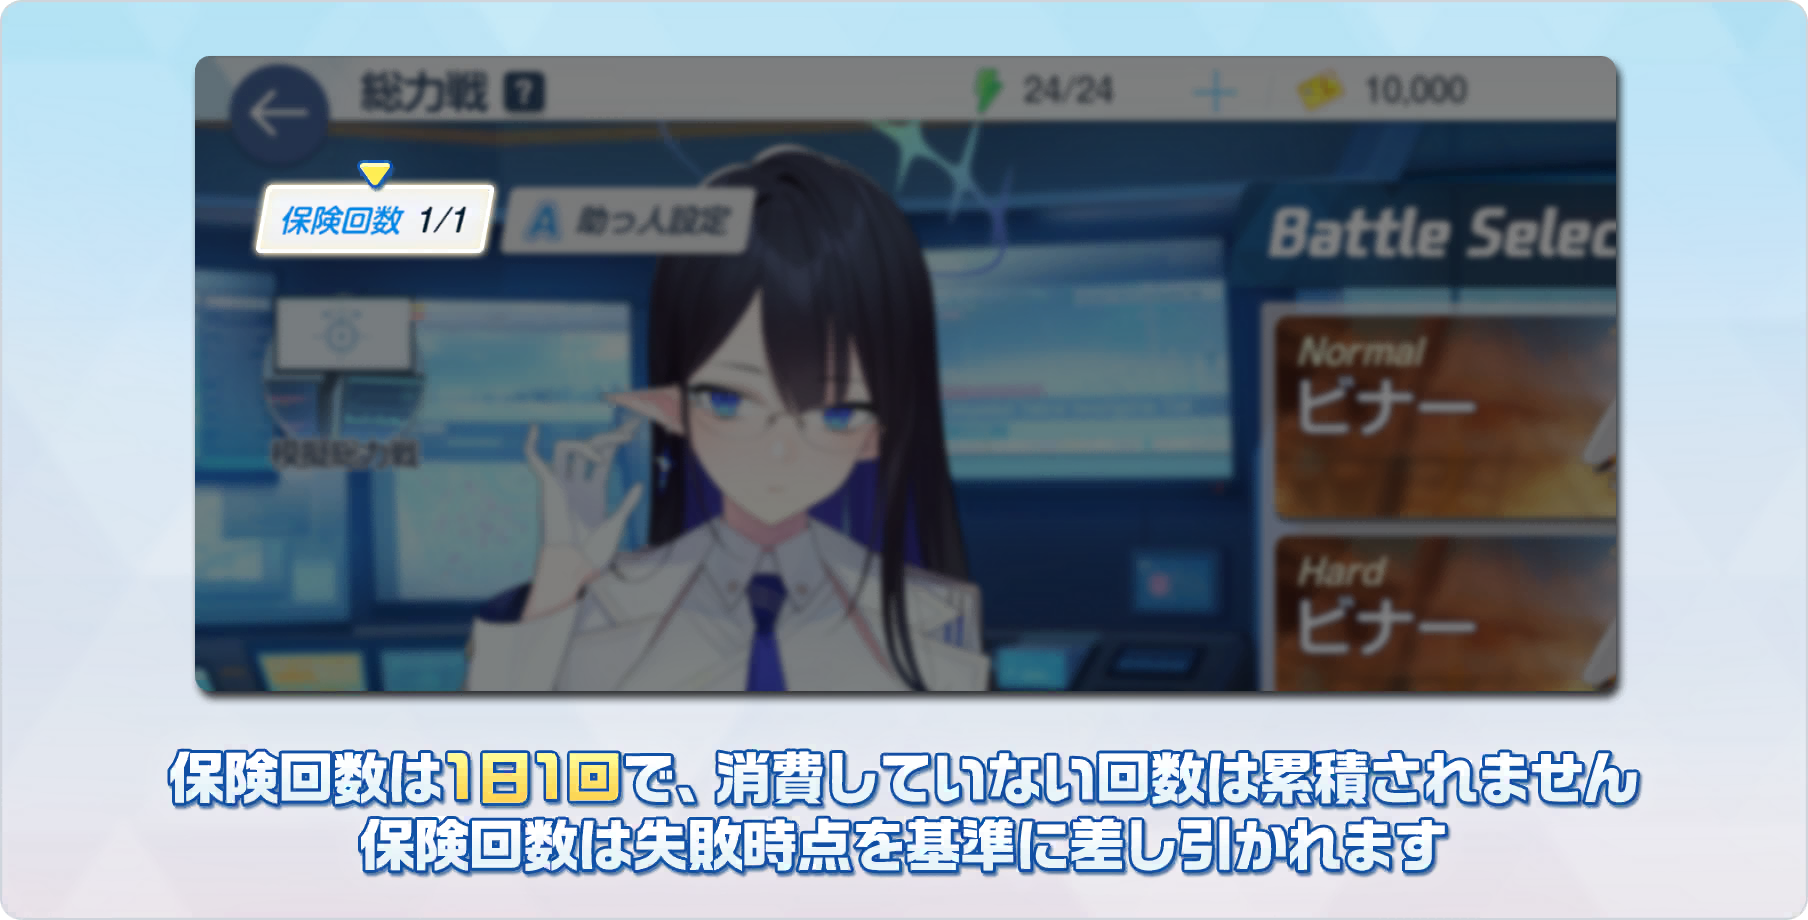 総力戦 ?
24/24
10,000
保険回数 1/1
A 助っ人設定
Battle Selec
Normal
ビナー
模擬総力戦
Hard
ビナー
保険回数は1日1回で、消費していない回数は累積されません
保険回数は失敗時点を基準に差し引かれます